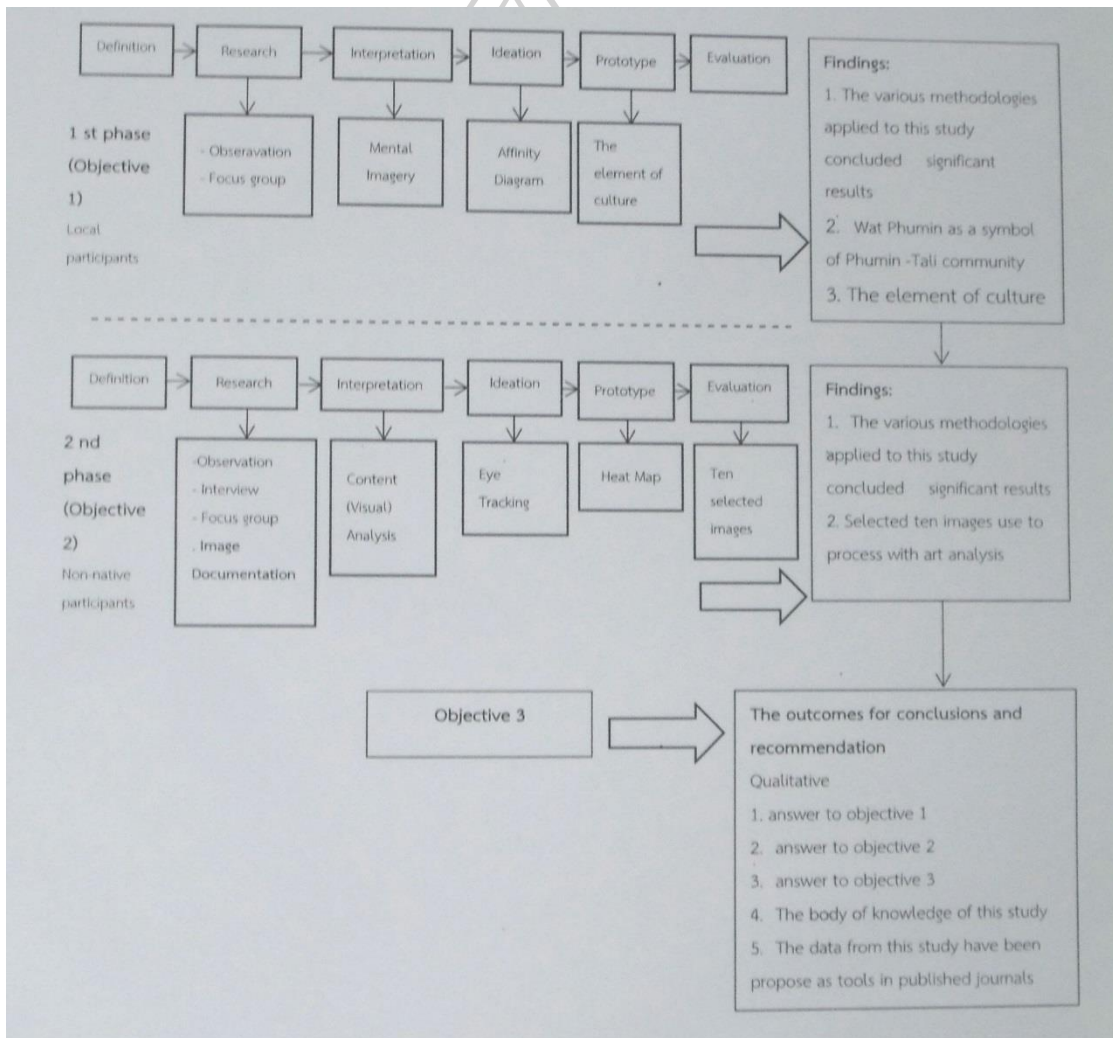 Definition
Research
Interpretation
Ideation
Prototype
Evaluation
1 st phase
(Objective
1)
Local
participants
- Obseravation
- Focus group
Mental
Imagery
Affinity
Diagram
The
element of
culture
Findings:
1. The various methodologies
applied to this study
concluded significant
results
2. Wat Phumin as a symbol
of Phumin -Tali community
3. The element of culture
Definition
Research
Interpretation
Ideation
Prototype
Evaluation
2 nd
phase
(Objective
2)
Non-native
participants
-Observation
- Interview
- Focus group
- Image
Documentation
Content
(Visual)
Analysis
Eye
Tracking
Heat Map
Ten
selected
images
Findings:
1. The various methodologies
applied to this study
concluded significant results
2. Selected ten images use to
process with art analysis
Objective 3
The outcomes for conclusions and
recommendation
Qualitative
1. answer to objective 1
2. answer to objective 2
3. answer to objective 3
4. The body of knowledge of this study
5. The data from this study have been
propose as tools in published journals